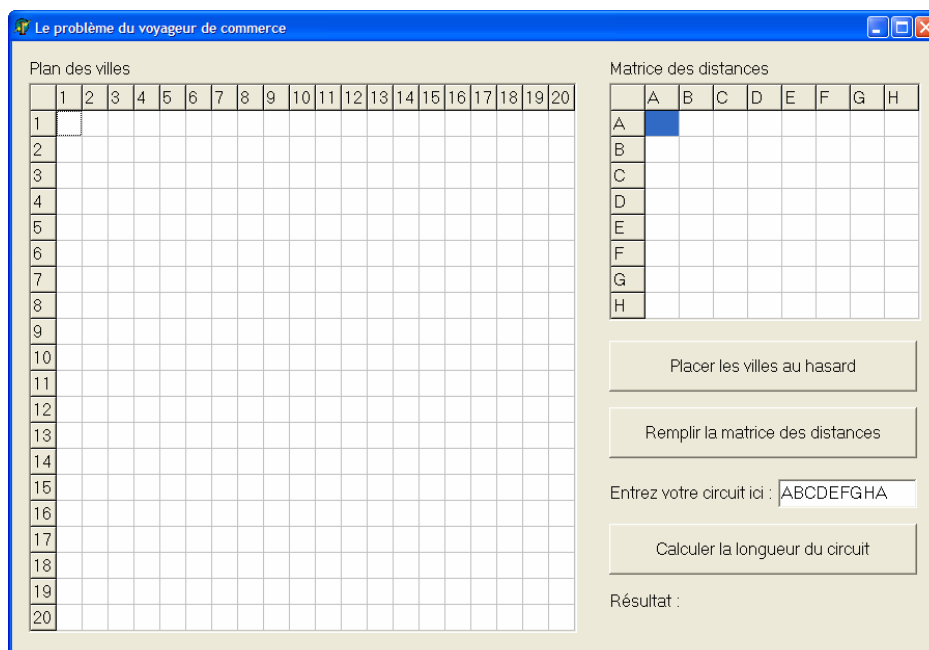 Le problème du voyageur de commerce
Plan des villes
1 2 3 4 5 6 7 8 9 10 11 12 13 14 15 16 17 18 19 20
1
2
3
4
5
6
7
8
9
10
11
12
13
14
15
16
17
18
19
20
Matrice des distances
A B C D E F G H
A
B
C
D
E
F
G
H
Placer les villes au hasard
Remplir la matrice des distances
Entrez votre circuit ici : ABCDEFGHA
Calculer la longueur du circuit
Résultat :